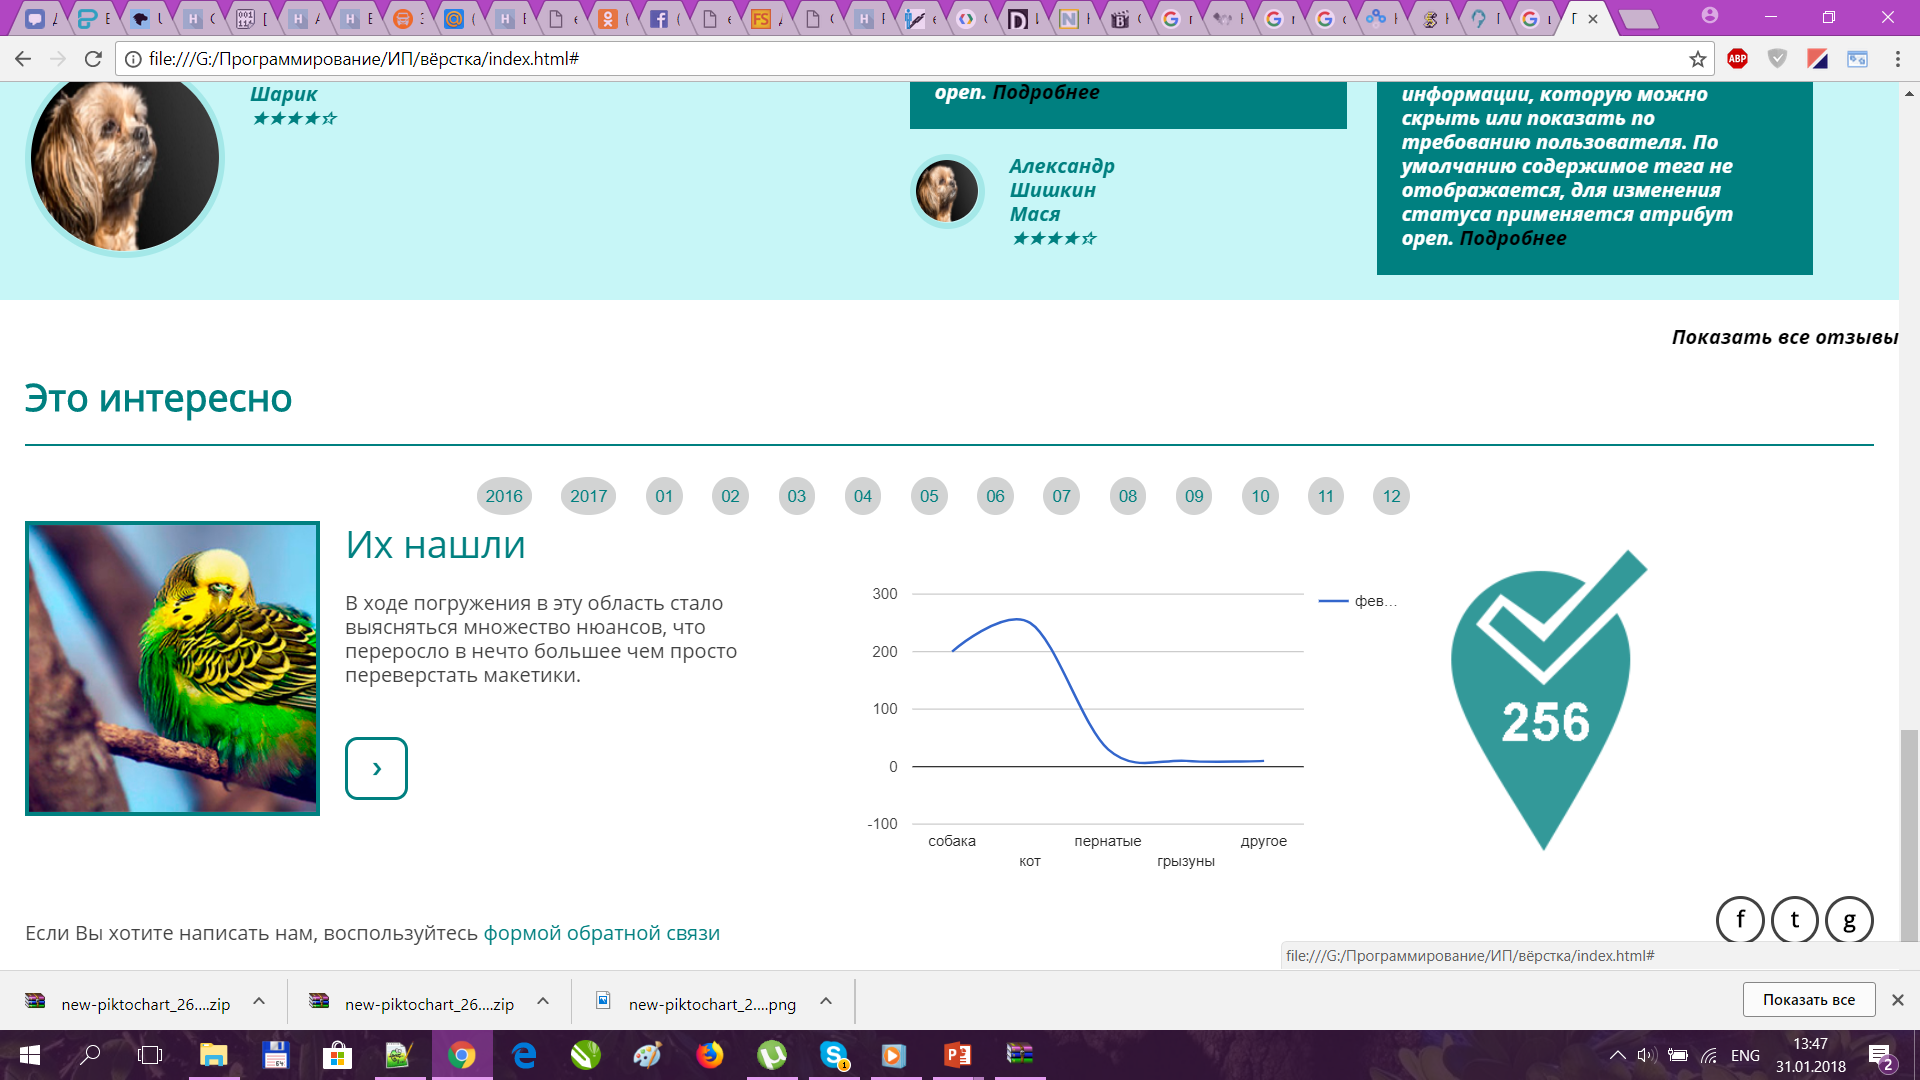 file:///G:/Программирование/ИП/вёрстка/index.html#
ABP
Шарик
★★★★☆
open. Подробнее
Александр
Шишкин
Мася
★★★★☆
информации, которую можно
скрыть или показать по
требованию пользователя. По
умолчанию содержимое тега не
отображается, для изменения
статуса применяется атрибут
open. Подробнее
Показать все отзывы
Это интересно
2016 2017 01 02 03 04 05 06 07 08 09 10 11 12
Их нашли
В ходе погружения в эту область стало
выясняться множество нюансов, что
переросло в нечто большее чем просто
переверстать макетики.
›
300
200
100
0
-100
собака
кот
пернатые
грызуны
другое
фев...
256
Если Вы хотите написать нам, воспользуйтесь формой обратной связи
f t g
file:///G:/Программирование/ИП/вёрстка/index.html#
new-piktochart_26....zip
new-piktochart_26....zip
new-piktochart_2....png
Показать все
ENG
13:47
31.01.2018
2